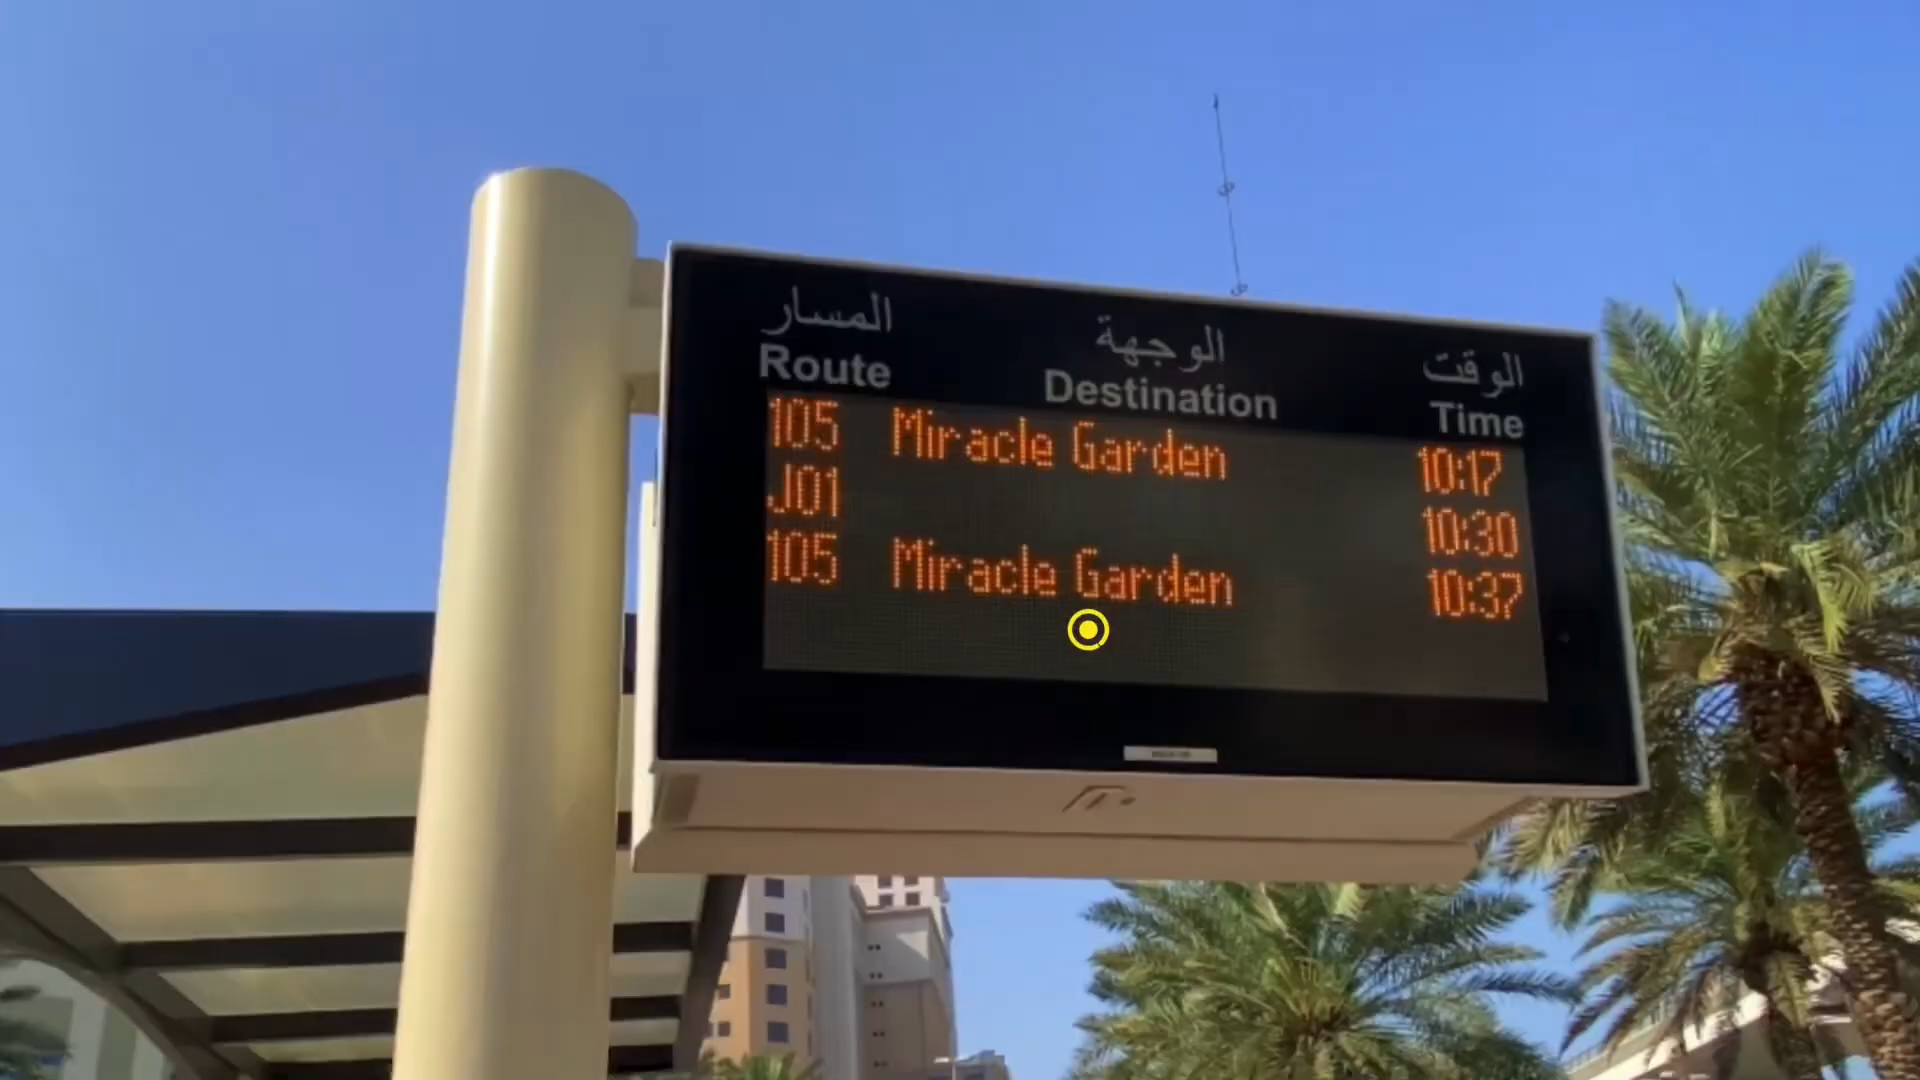 المسار الوجهة الوقت
Route Destination Time
105 Miracle Garden 10:17
J01 10:30
105 Miracle Garden 10:37